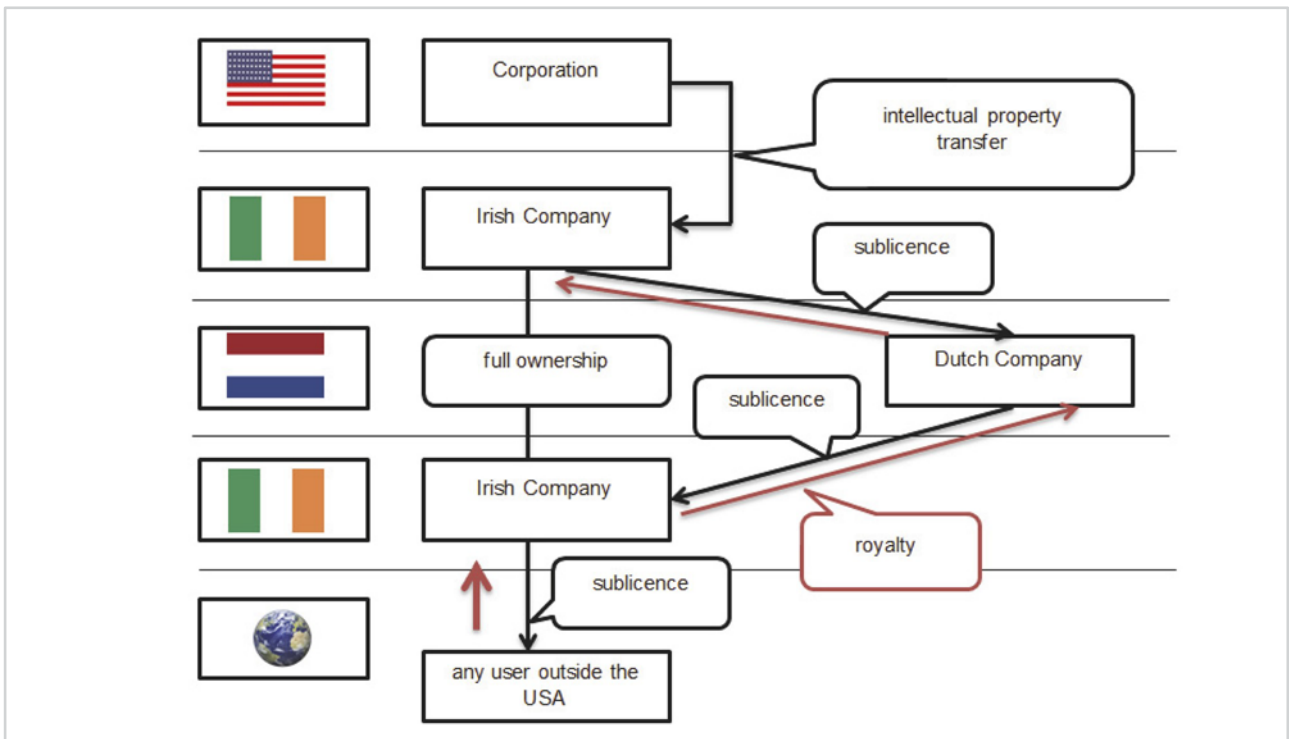 Corporation
intellectual property
transfer
Irish Company
sublicence
full ownership
Dutch Company
sublicence
Irish Company
royalty
sublicence
any user outside the
USA